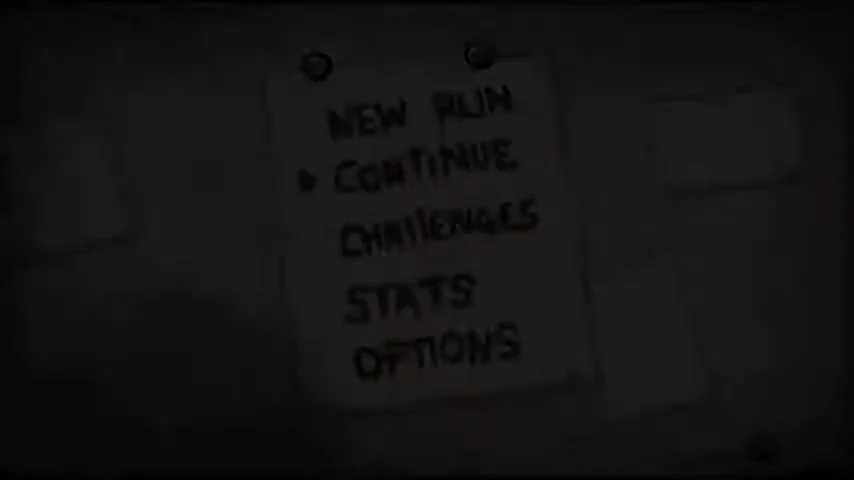 NEW RUN
CONTINUE
CHALLENGES
STATS
OPTIONS